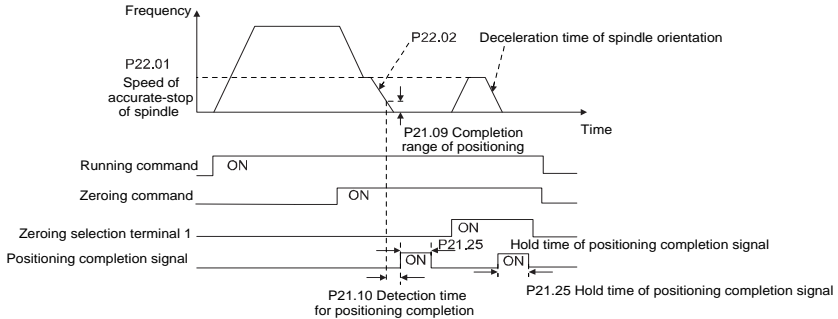 Frequency
P22.02
Deceleration time of spindle orientation
P22.01
Speed of
accurate-stop
of spindle
Time
P21.09 Completion
range of positioning
Running command
ON
Zeroing command
ON
Zeroing selection terminal 1
ON
P21.25
Hold time of positioning completion signal
Positioning completion signal
ON
ON
P21.10 Detection time
for positioning completion
P21.25 Hold time of positioning completion signal